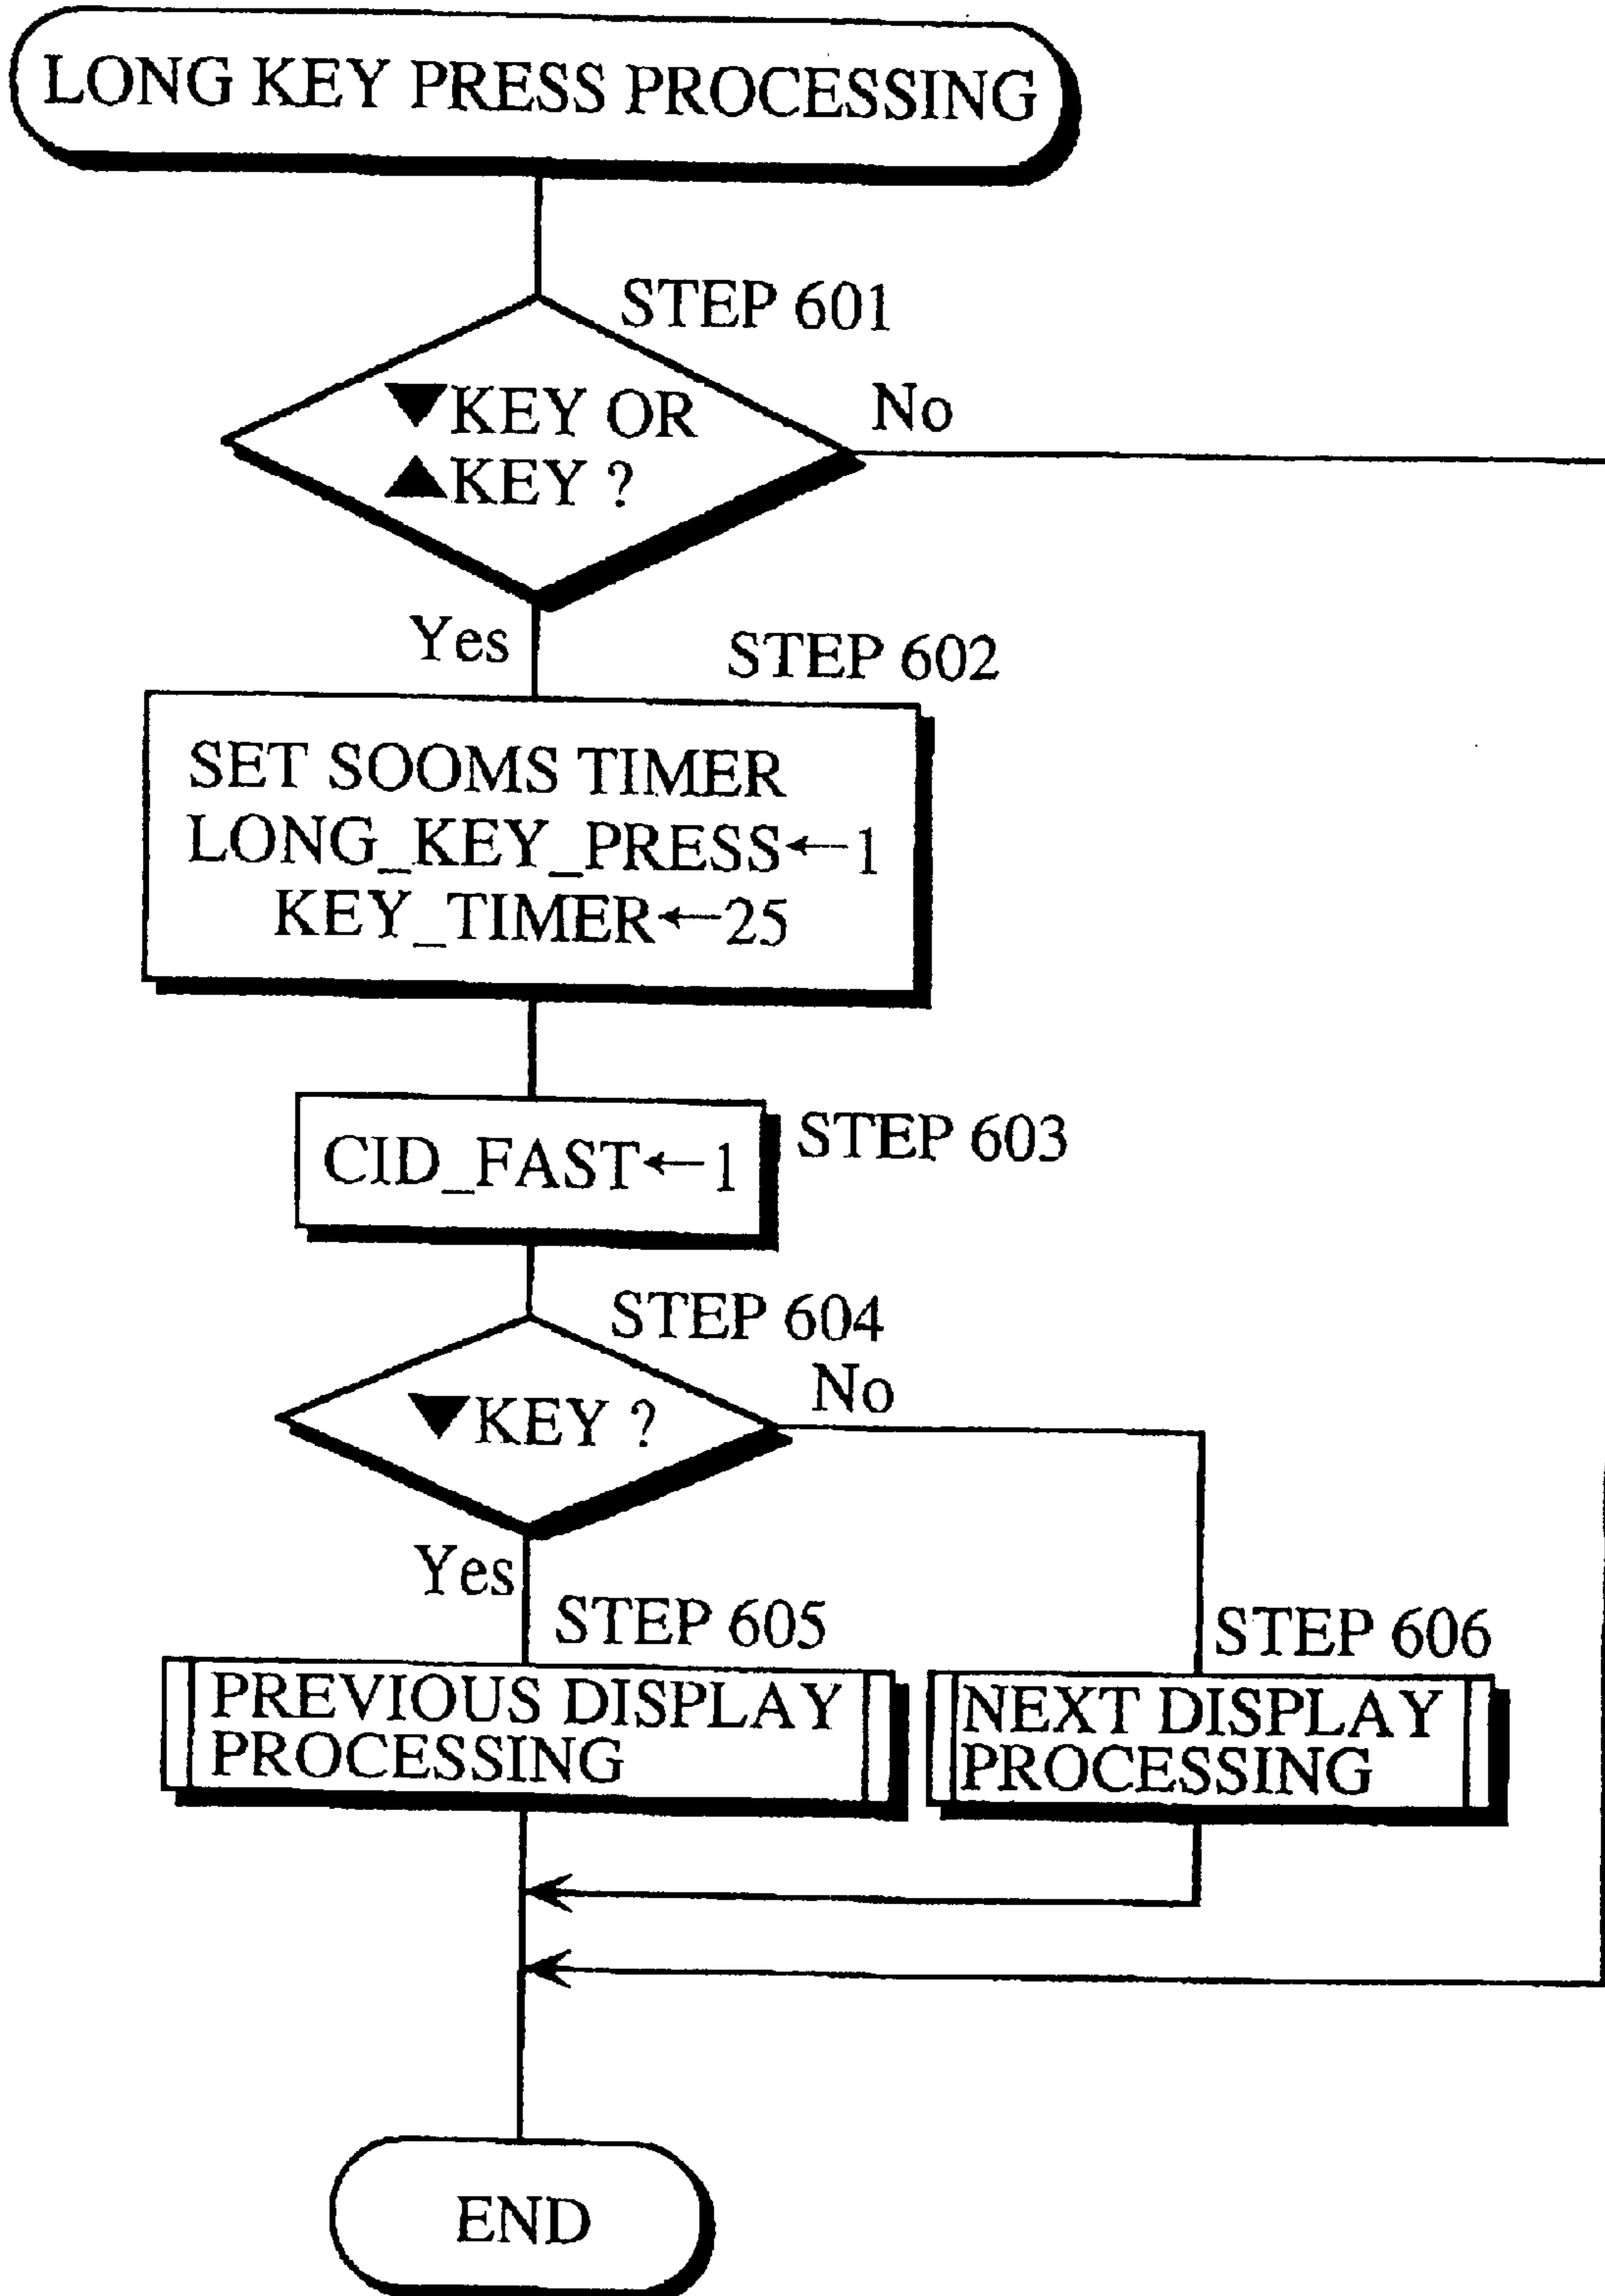 LONG KEY PRESS PROCESSING
STEP 601
▼KEY OR
▲KEY ?
No
Yes
STEP 602
SET SOOMS TIMER
LONG_KEY_PRESS←1
KEY_TIMER←25
CID_FAST←1
STEP 603
STEP 604
▼KEY ?
No
Yes
STEP 605
STEP 606
PREVIOUS DISPLAY
PROCESSING
NEXT DISPLAY
PROCESSING
END